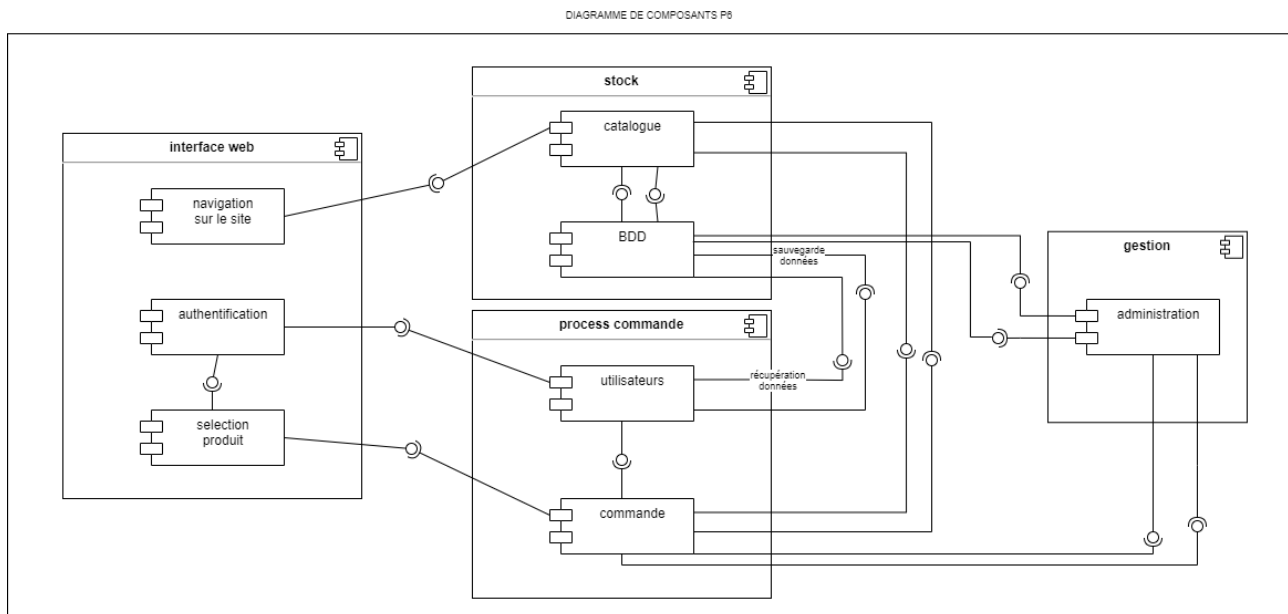 DIAGRAMME DE COMPOSANTS P6
stock
catalogue
interface web
navigation
sur le site
BDD
sauvegarde
données
gestion
authentification
process commande
administration
utilisateurs
récupération
données
selection
produit
commande